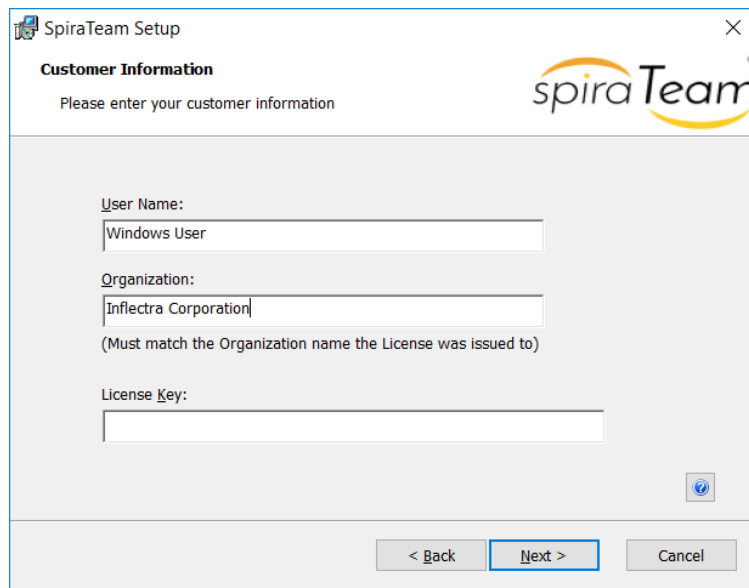 SpiraTeam Setup
Customer Information
Please enter your customer information
spiraTeam
User Name:
Windows User
Organization:
Inflectra Corporation
(Must match the Organization name the License was issued to)
License Key:
< Back
Next >
Cancel